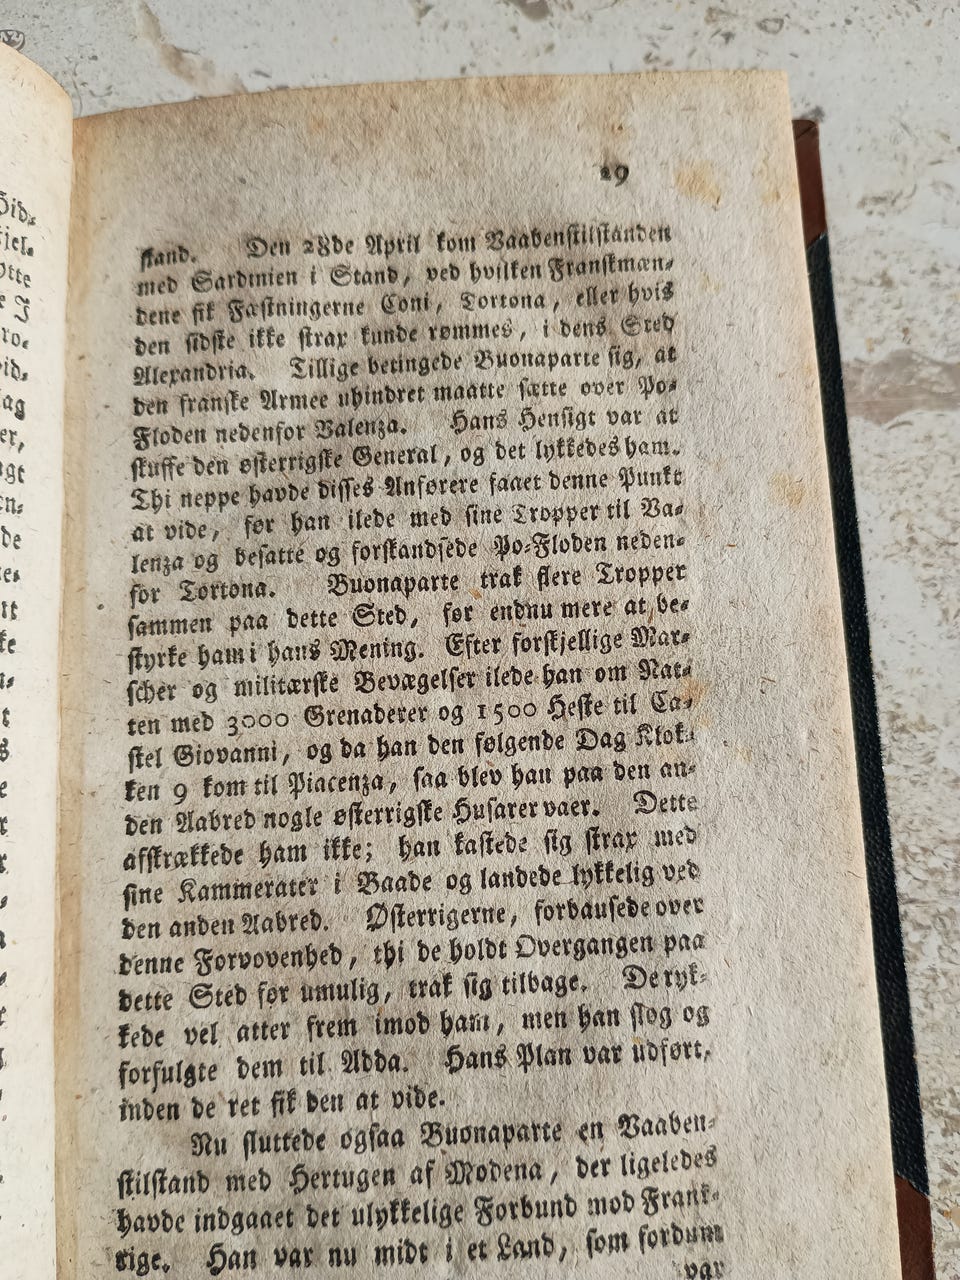 29
stand. Den 28de April kom Vaabenstilstanden
med Sardinien i Stand, ved hvilken Franskmæn-
dene fik Fæstningerne Coni, Tortona, eller hvis
den sidste ikke strax kunde rømmes, i dens Sted
Alexandria. Tillige betingede Buonaparte sig, at
den franske Armee uhindret maatte sætte over Po-
Floden nedenfor Valenza. Hans Hensigt var at
skuffe den østerrigske General, og det lykkedes ham.
Thi neppe havde disses Anførere faaet denne Punkt
at vide, før han ilede med sine Tropper til Va-
lenza og besatte og forskandsede Po-Floden neden-
for Tortona. Buonaparte trak flere Tropper
sammen paa dette Sted, for endnu mere at be-
styrke ham i hans Mening. Efter forskjellige Mar-
scher og militærske Bevægelser ilede han om Nat-
ten med 3000 Grenaderer og 1500 Heste til Ca-
stel Giovanni, og da han den følgende Dag Klok-
ken 9 kom til Piacenza, saa blev han paa den an-
den Aabred nogle østerrigske Husarer vaer. Dette
afskrækkede ham ikke; han kastede sig strax med
sine Kammerater i Baade og landede lykkelig ved
den anden Aabred. Østerrigerne, forbausede over
denne Forvovenhed, thi de holdt Overgangen paa
dette Sted for umulig, trak sig tilbage. De ryk-
kede vel atter frem imod ham, men han slog og
forfulgte dem til Adda. Hans Plan var udført,
inden de ret fik den at vide.
Nu sluttede ogsaa Buonaparte en Vaaben-
stilstand med Hertugen af Modena, der ligeledes
havde indgaaet det ulykkelige Forbund mod Frank-
rige. Han var nu midt i et Land, som fordum
var